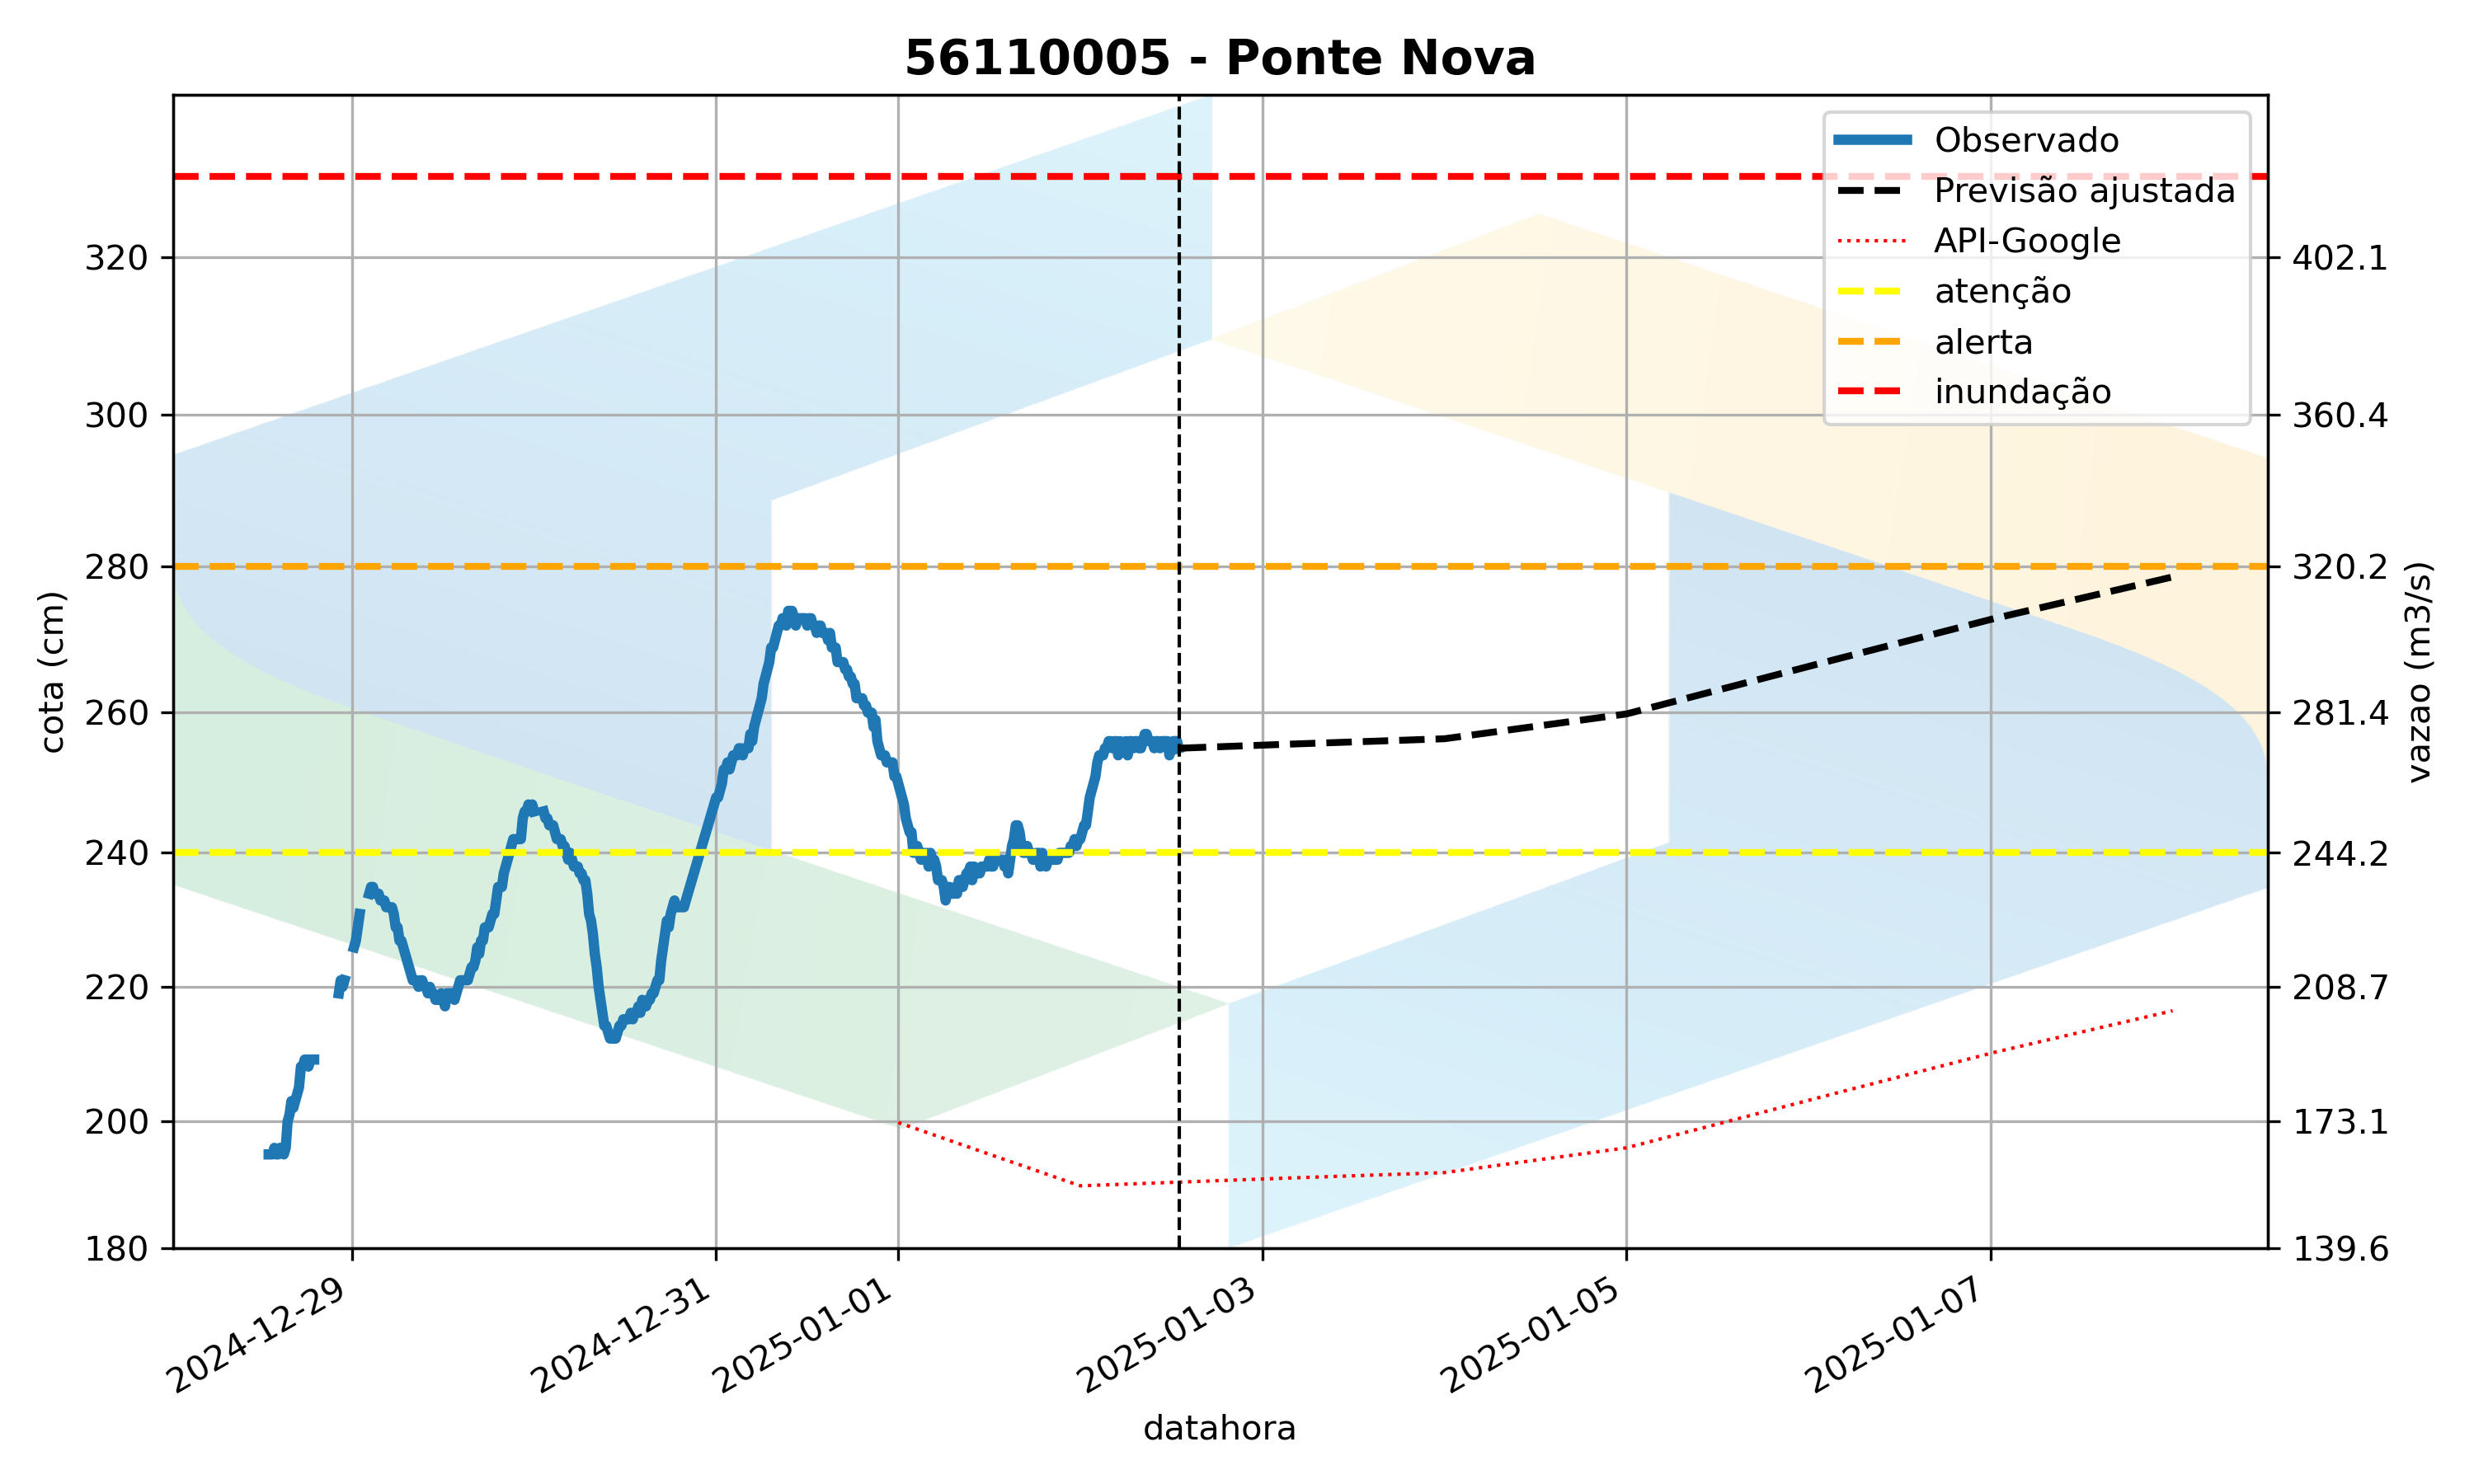 56110005 - Ponte Nova
Observado
Previsão ajustada
API-Google
atenção
alerta
inundação
cota (cm)
320
300
280
260
240
220
200
180
402.1
360.4
320.2
281.4
244.2
208.7
173.1
139.6
vazao (m3/s)
2024-12-29
2024-12-31
2025-01-01
2025-01-03
2025-01-05
2025-01-07
datahora